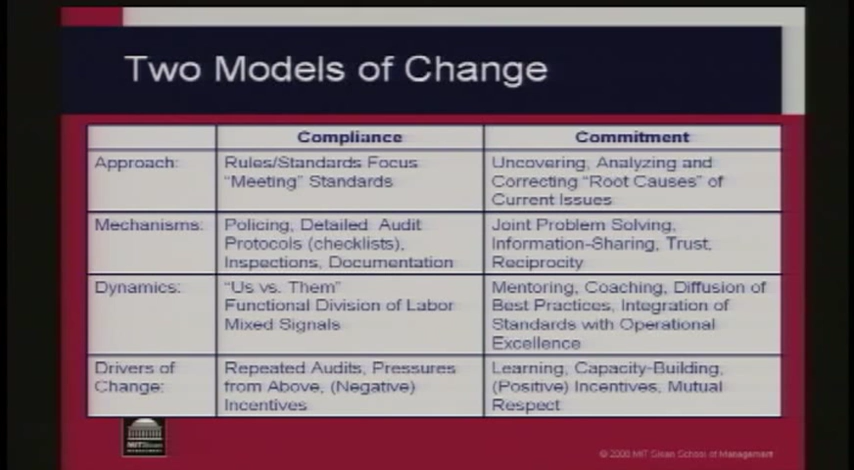 Two Models of Change
Compliance
Commitment
Approach:
Rules/Standards Focus
"Meeting" Standards
Uncovering, Analyzing and
Correcting "Root Causes" of
Current Issues
Mechanisms:
Policing, Detailed Audit
Protocols (checklists),
Inspections, Documentation
Joint Problem Solving,
Information-Sharing, Trust,
Reciprocity
Dynamics:
"Us vs. Them"
Functional Division of Labor
Mixed Signals
Mentoring, Coaching, Diffusion of
Best Practices, Integration of
Standards with Operational
Excellence
Drivers of
Change:
Repeated Audits, Pressures
from Above, (Negative)
Incentives
Learning, Capacity-Building,
(Positive) Incentives, Mutual
Respect
MITSloan
MANAGEMENT
MIT Sloan School of Management